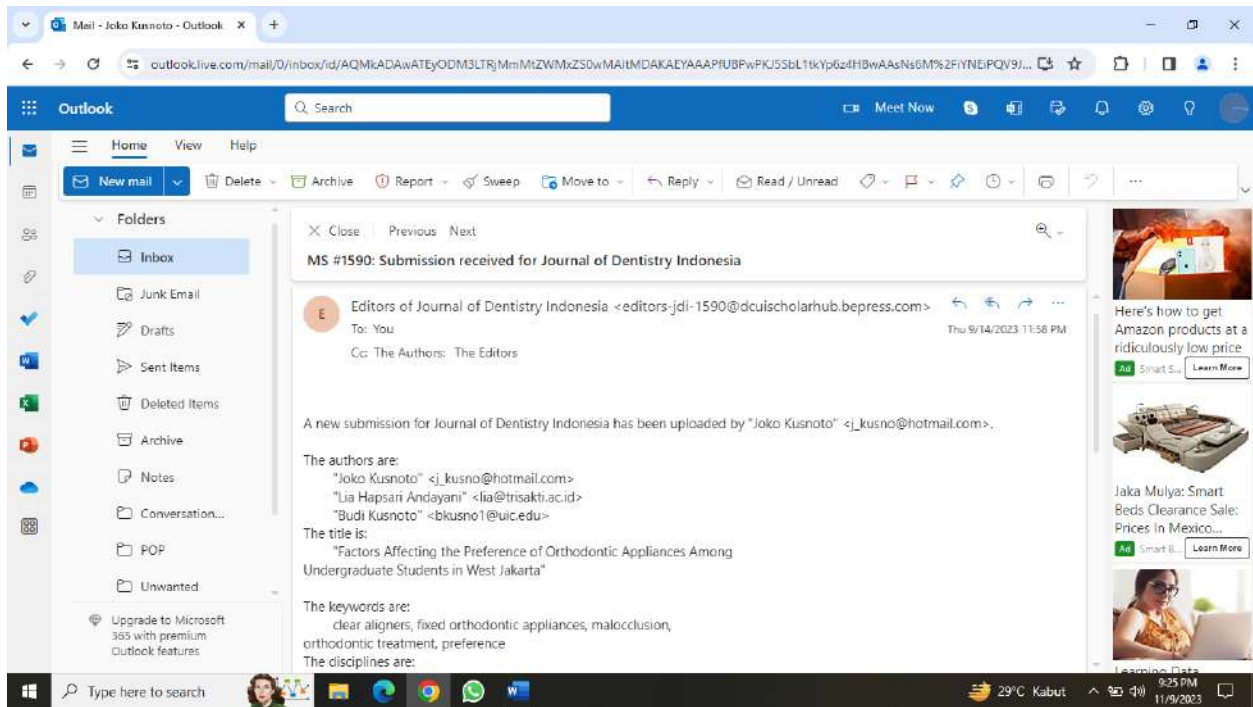 Mail - Joko Kusnoto - Outlook
outlook.live.com/mail/0/inbox/id/
Outlook
Search
Meet Now
Home View Help
New mail Delete Archive Report Sweep Move to Reply Read / Unread
Folders
Inbox
Junk Email
Drafts
Sent Items
Deleted Items
Archive
Notes
Conversation...
POP
Unwanted
Upgrade to Microsoft
365 with premium
Outlook features
Close Previous Next
MS #1590: Submission received for Journal of Dentistry Indonesia
E
Editors of Journal of Dentistry Indonesia <editors-jdi-1590@dcuischolarhub.bepress.com>
To: You
Thu 9/14/2023 11:58 PM
Cc: The Authors; The Editors
A new submission for Journal of Dentistry Indonesia has been uploaded by "Joko Kusnoto" <j_kusno@hotmail.com>.
The authors are:
"Joko Kusnoto" <j_kusno@hotmail.com>
"Lia Hapsari Andayani" <lia@trisakti.ac.id>
"Budi Kusnoto" <bkusno1@uic.edu>
The title is:
"Factors Affecting the Preference of Orthodontic Appliances Among
Undergraduate Students in West Jakarta"
The keywords are:
clear aligners, fixed orthodontic appliances, malocclusion,
orthodontic treatment, preference
The disciplines are:
Here's how to get
Amazon products at a
ridiculously low price
Ad Smart S... Learn More
Jaka Mulya: Smart
Beds Clearance Sale:
Prices In Mexico...
Ad Smart B... Learn More
Learning Data
Type here to search
29°C Kabut
9:25 PM
11/9/2023